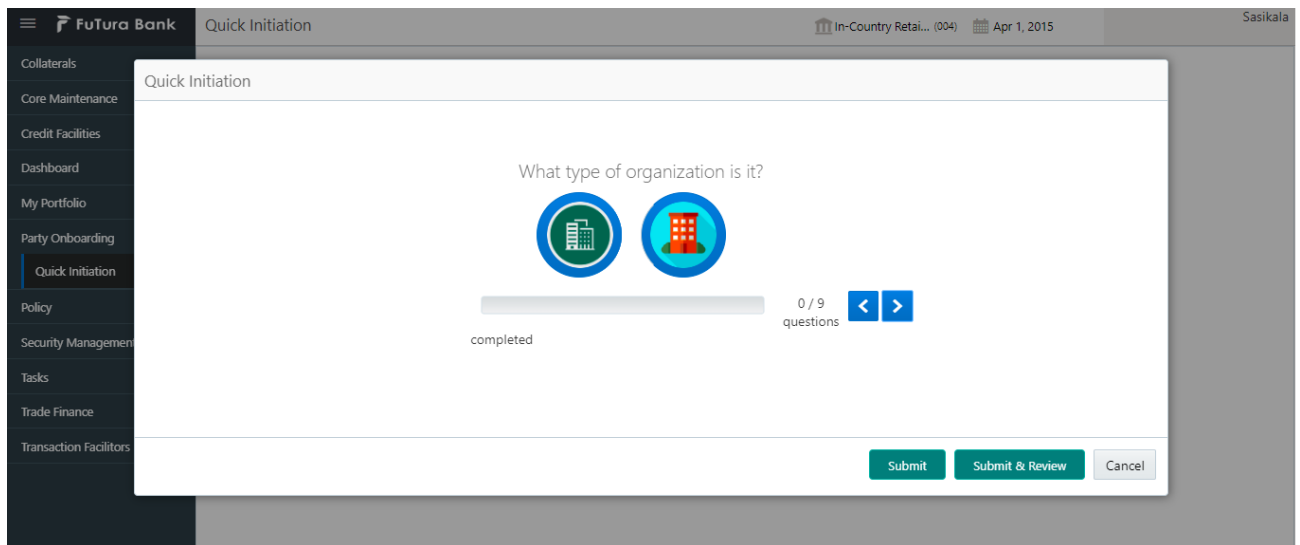 FuTura Bank
Quick Initiation
In-Country Retai... (004)
Apr 1, 2015
Sasikala
Collaterals
Core Maintenance
Credit Facilities
Dashboard
My Portfolio
Party Onboarding
Quick Initiation
Policy
Security Managemen
Tasks
Trade Finance
Transaction Facilitors
Quick Initiation
What type of organization is it?
0 / 9
questions
completed
Submit
Submit & Review
Cancel